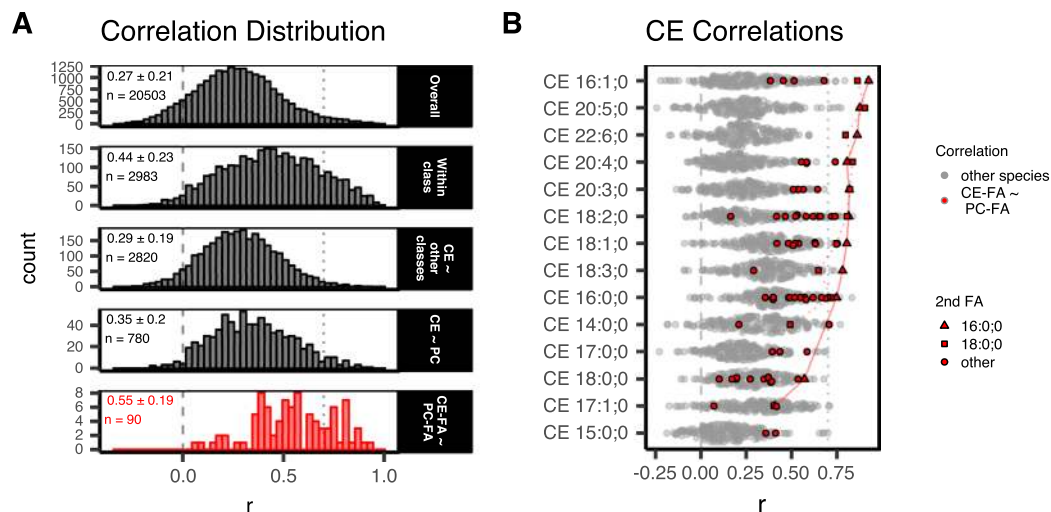 A
Correlation Distribution
count
1250
1000
750
500
250
0
0.27 ± 0.21
n = 20503
Overall
150
100
50
0
0.44 ± 0.23
n = 2983
Within
class
150
100
50
0
0.29 ± 0.19
n = 2820
CE ~
other
classes
40
20
0
0.35 ± 0.2
n = 780
CE ~ PC
8
6
4
2
0
0.55 ± 0.19
n = 90
CE-FA ~
PC-FA
0.0
0.5
1.0
r
B
CE Correlations
CE 16:1;0
CE 20:5;0
CE 22:6;0
CE 20:4;0
CE 20:3;0
CE 18:2;0
CE 18:1;0
CE 18:3;0
CE 16:0;0
CE 14:0;0
CE 17:0;0
CE 18:0;0
CE 17:1;0
CE 15:0;0
-0.25
0.00
0.25
0.50
0.75
r
Correlation
other species
CE-FA ~
PC-FA
2nd FA
16:0;0
18:0;0
other